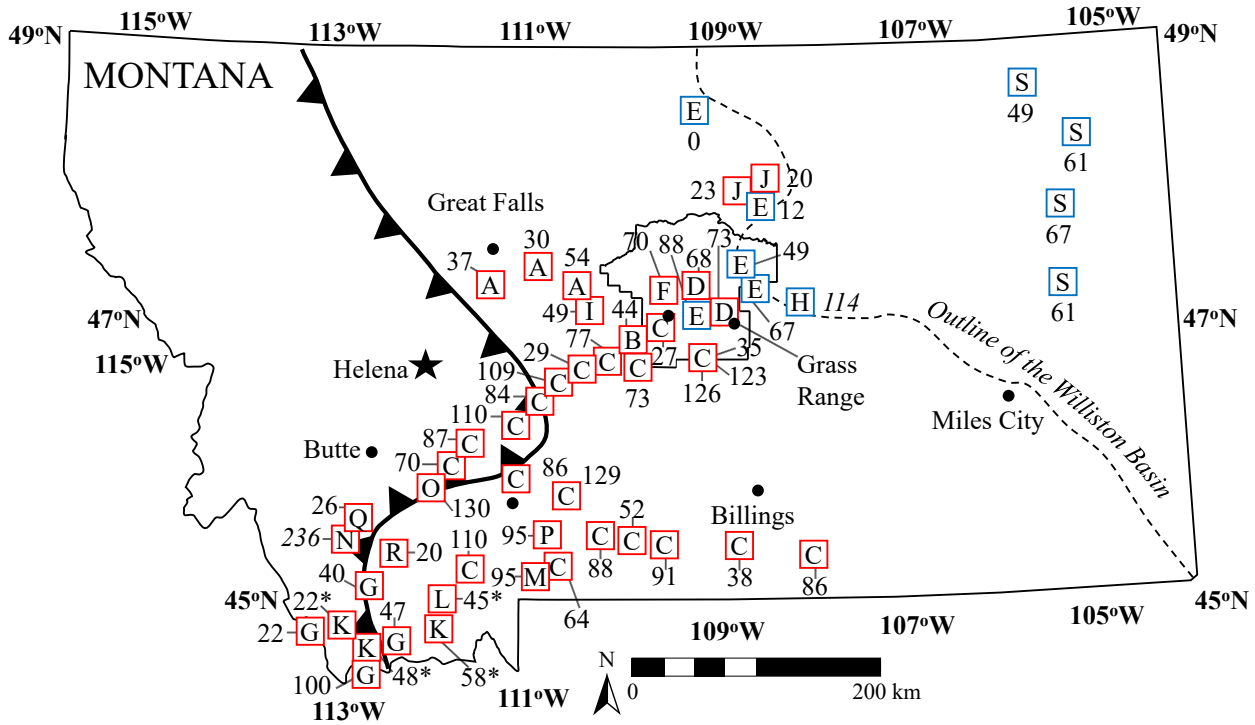 115°W
113°W
111°W
109°W
107°W
105°W
49°N
49°N
MONTANA
E
0
S
49
S
61
S
67
S
61
23
J
J
20
E
12
Great Falls
37
A
30
A
54
A
49
I
70
88
73
68
F
D
E
D
E
49
E
67
H
114
44
B
C
27
C
73
C
35
123
126
Grass
Range
Outline of the Williston Basin
47°N
47°N
115°W
Helena
77
C
29
C
109
C
84
C
110
C
87
C
70
C
O
130
Butte
Miles City
Billings
C
86
C
129
26
Q
236
N
R
20
95
P
C
88
52
C
C
91
C
38
C
86
110
C
95
M
C
64
40
G
45°N
22*
K
22
G
47
G
K
48*
100
G
L
45*
K
58*
45°N
113°W
111°W
109°W
107°W
105°W
N
0
200 km